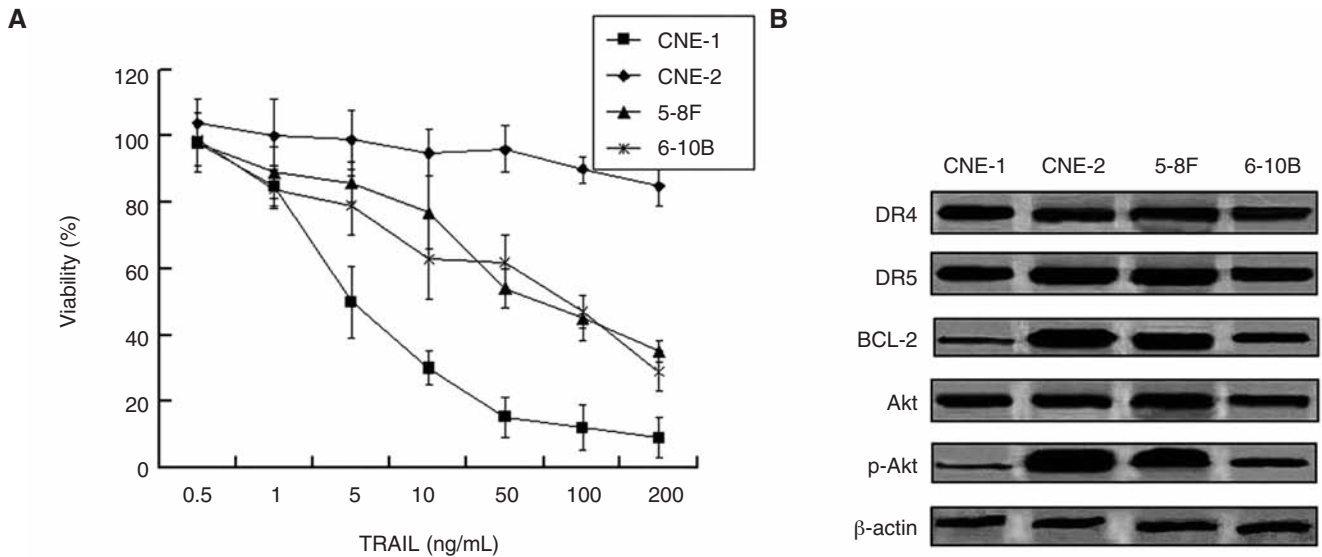 A
CNE-1
CNE-2
5-8F
6-10B
120
100
80
60
40
20
0
Viability (%)
0.5 1 5 10 50 100 200
TRAIL (ng/mL)
B
CNE-1 CNE-2 5-8F 6-10B
DR4
DR5
BCL-2
Akt
p-Akt
β-actin